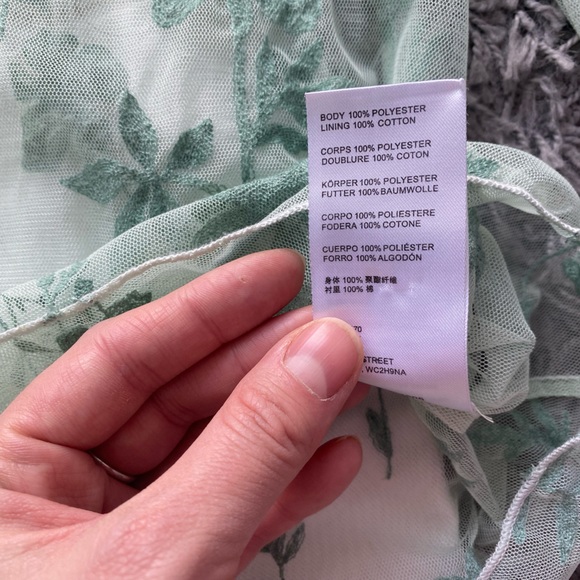 BODY 100% POLYESTER
LINING 100% COTTON
CORPS 100% POLYESTER
DOUBLURE 100% COTON
KÖRPER 100% POLYESTER
FUTTER 100% BAUMWOLLE
CORPO 100% POLIESTERE
FODERA 100% COTONE
CUERPO 100% POLIÉSTER
FORRO 100% ALGODÓN
身体 100% 聚酯纤维
衬里 100% 棉
70
STREET
WC2H9NA